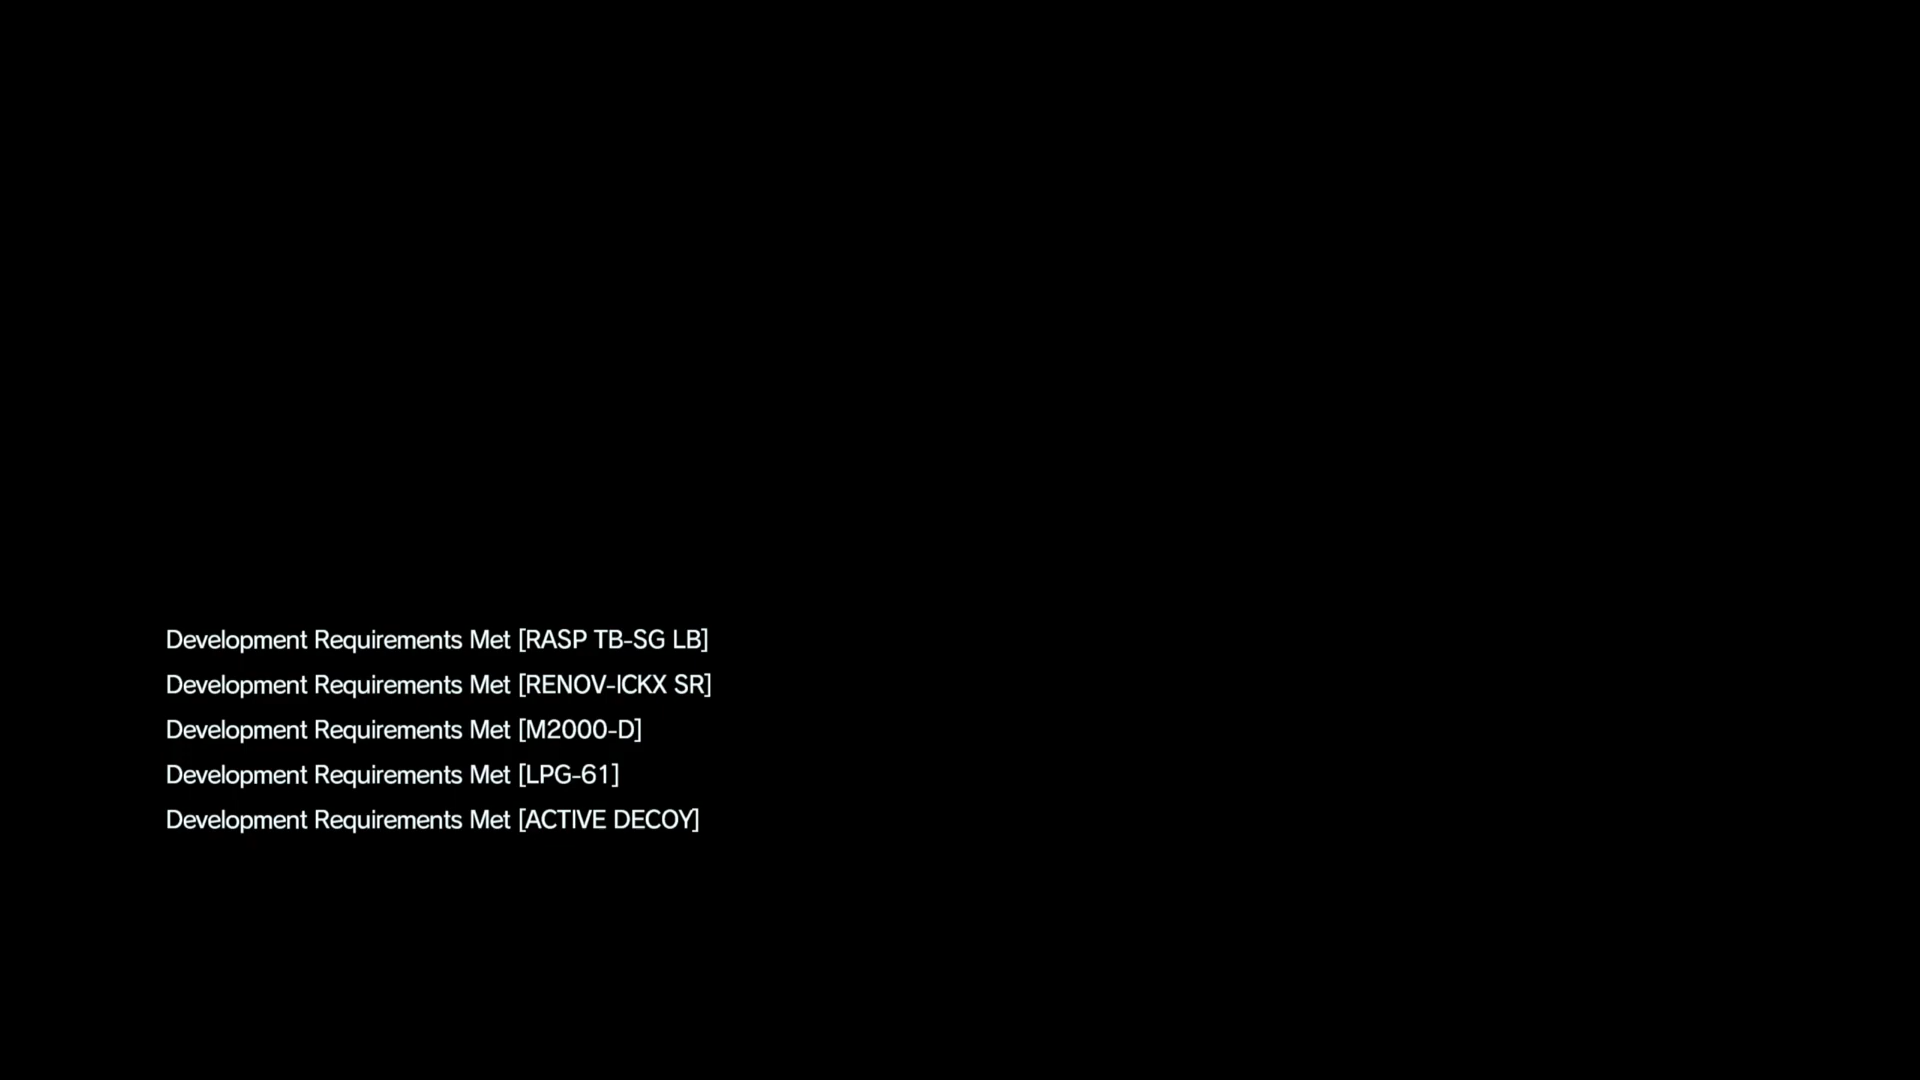 Development Requirements Met [RASP TB-SG LB]
Development Requirements Met [RENOV-ICKX SR]
Development Requirements Met [M2000-D]
Development Requirements Met [LPG-61]
Development Requirements Met [ACTIVE DECOY]